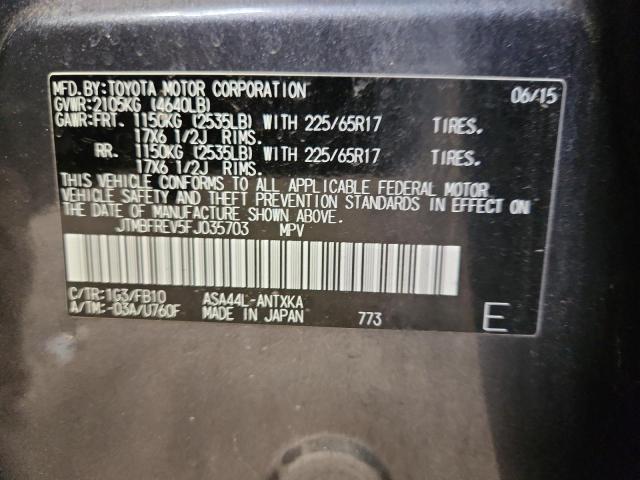 MFD.BY:TOYOTA MOTOR CORPORATION 06/15
GVWR:2105KG (4640LB)
GAWR:FRT. 1150KG (2535LB) WITH 225/65R17 TIRES.
17X6 1/2J RIMS.
RR. 1150KG (2535LB) WITH 225/65R17 TIRES.
17X6 1/2J RIMS.
THIS VEHICLE CONFORMS TO ALL APPLICABLE FEDERAL MOTOR
VEHICLE SAFETY AND THEFT PREVENTION STANDARDS IN EFFECT ON
THE DATE OF MANUFACTURE SHOWN ABOVE.
JTMBFREV5FJ035703 MPV
C/TR:1G3/FB10 ASA44L-ANTXKA
A/TM:-03A/U760F MADE IN JAPAN 773 E